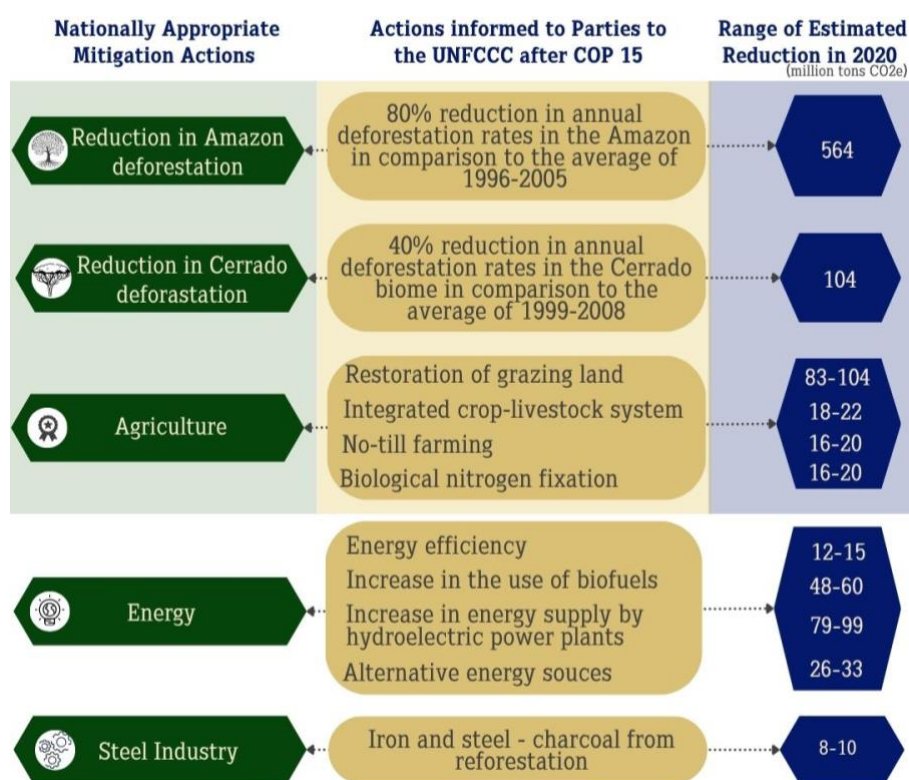 Nationally Appropriate
Mitigation Actions
Actions informed to Parties to
the UNFCCC after COP 15
Range of Estimated
Reduction in 2020
(million tons CO2e)
Reduction in Amazon
deforestation
80% reduction in annual
deforestation rates in the Amazon
in comparison to the average of
1996-2005
564
Reduction in Cerrado
deforastation
40% reduction in annual
deforestation rates in the Cerrado
biome in comparison to the
average of 1999-2008
104
Agriculture
Restoration of grazing land
Integrated crop-livestock system
No-till farming
Biological nitrogen fixation
83-104
18-22
16-20
16-20
Energy
Energy efficiency
Increase in the use of biofuels
Increase in energy supply by
hydroelectric power plants
Alternative energy souces
12-15
48-60
79-99
26-33
Steel Industry
Iron and steel - charcoal from
reforestation
8-10